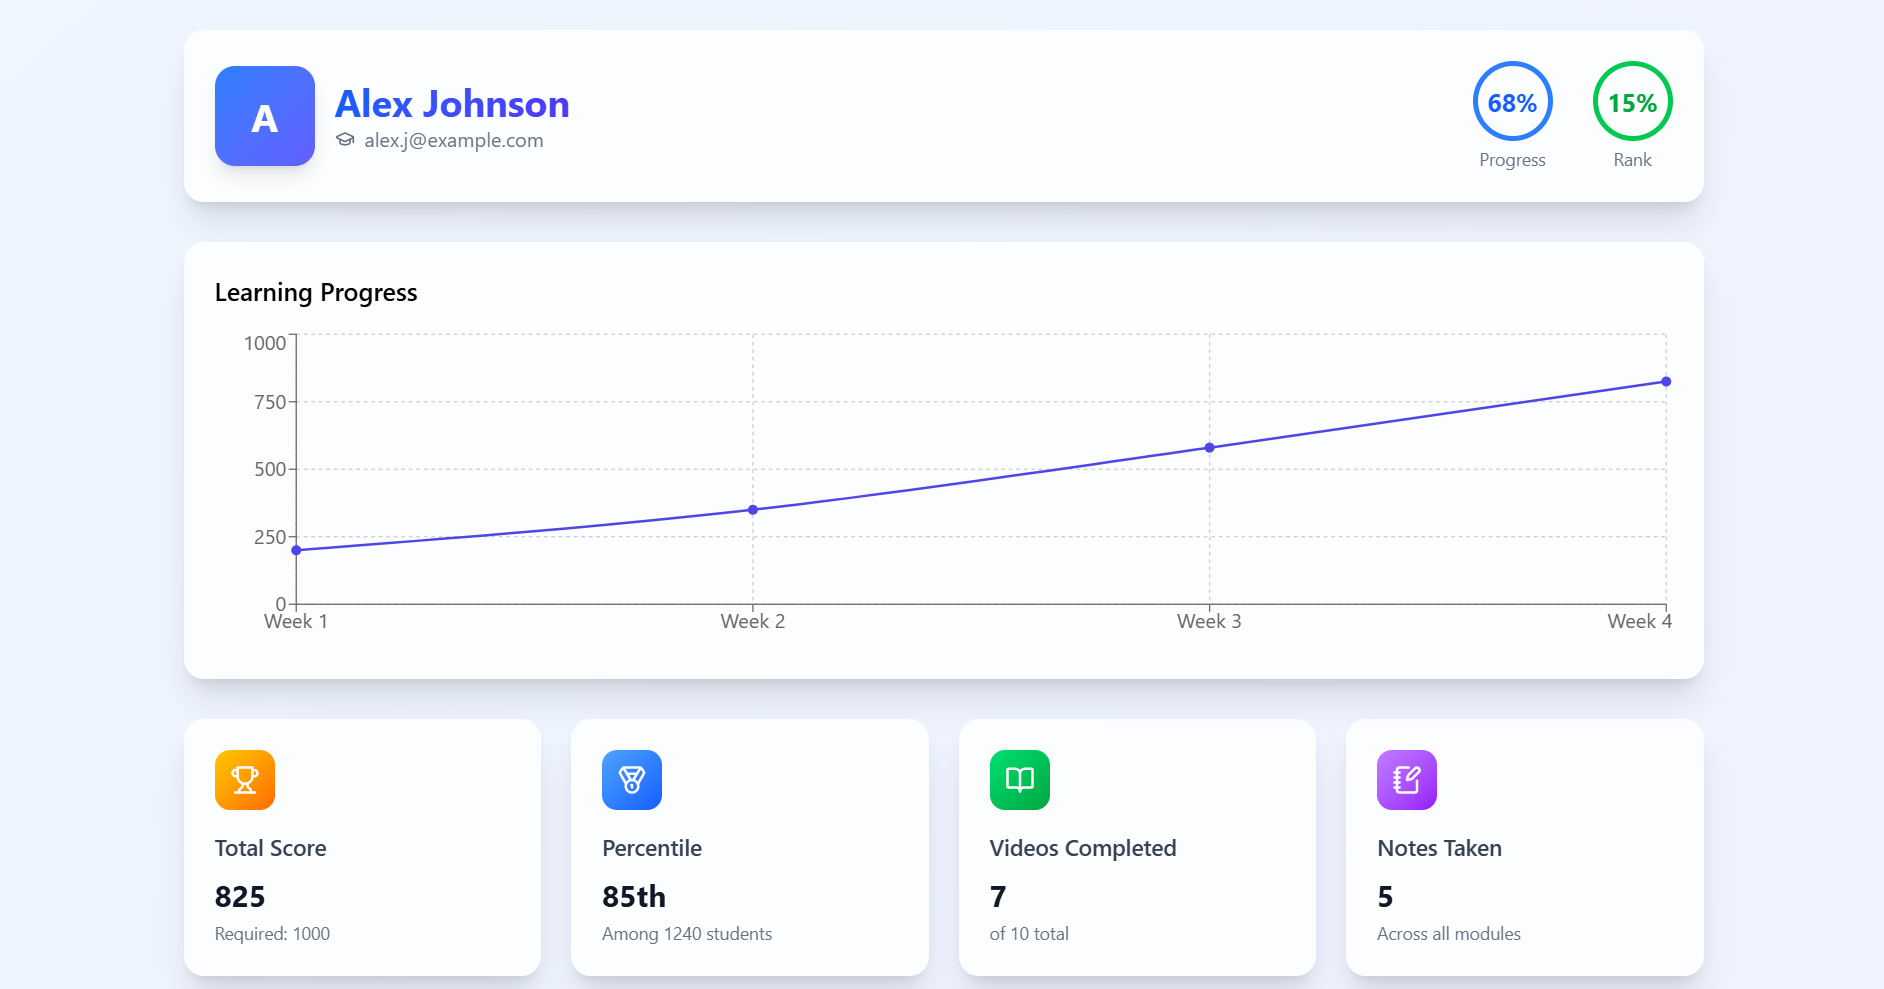 A
Alex Johnson
alex.j@example.com
68%
Progress
15%
Rank
Learning Progress
1000
750
500
250
0
Week 1
Week 2
Week 3
Week 4
Total Score
825
Required: 1000
Percentile
85th
Among 1240 students
Videos Completed
7
of 10 total
Notes Taken
5
Across all modules